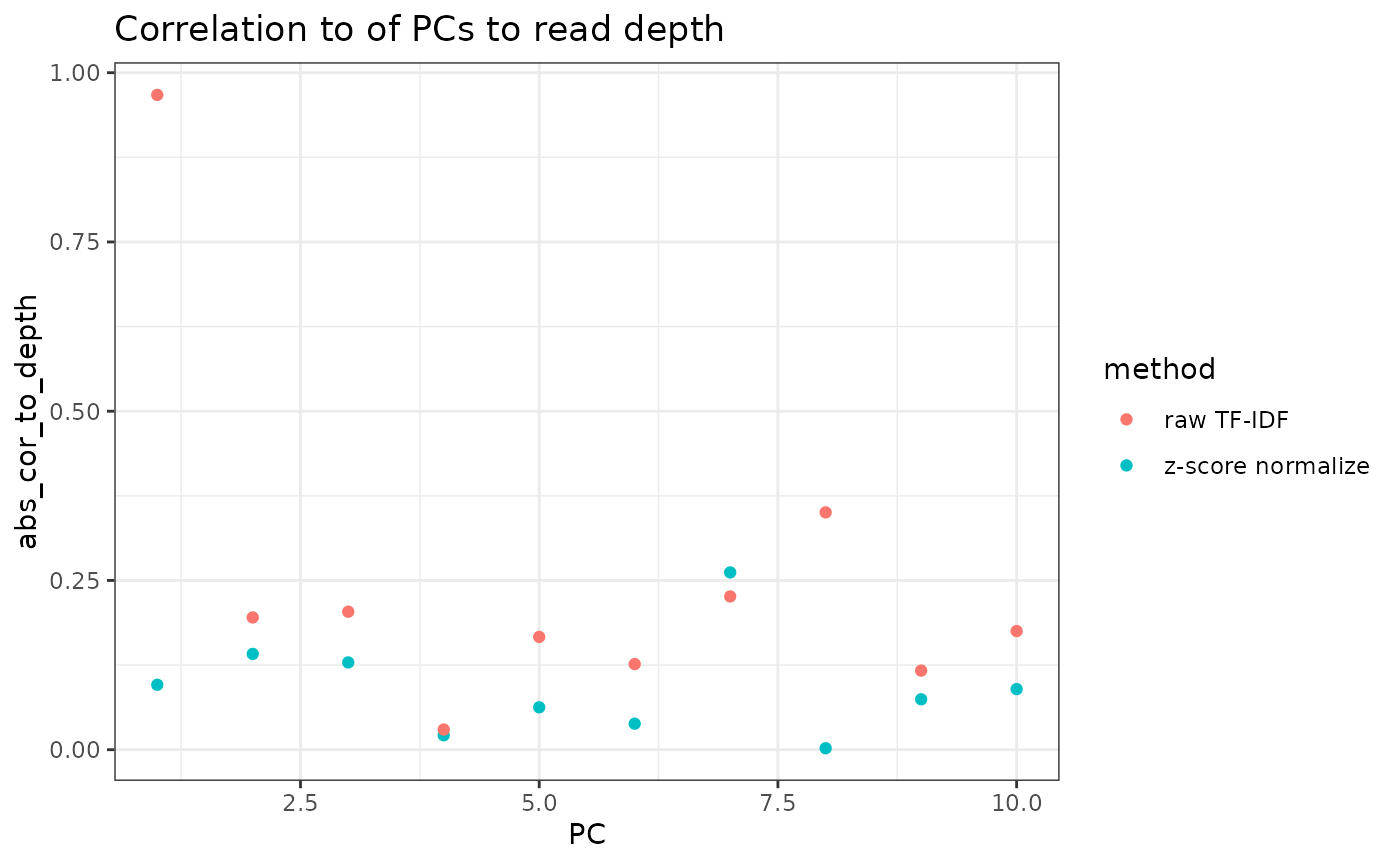 Correlation to of PCs to read depth
abs_cor_to_depth
1.00
0.75
0.50
0.25
0.00
2.5
5.0
7.5
10.0
PC
method
raw TF-IDF
z-score normalize